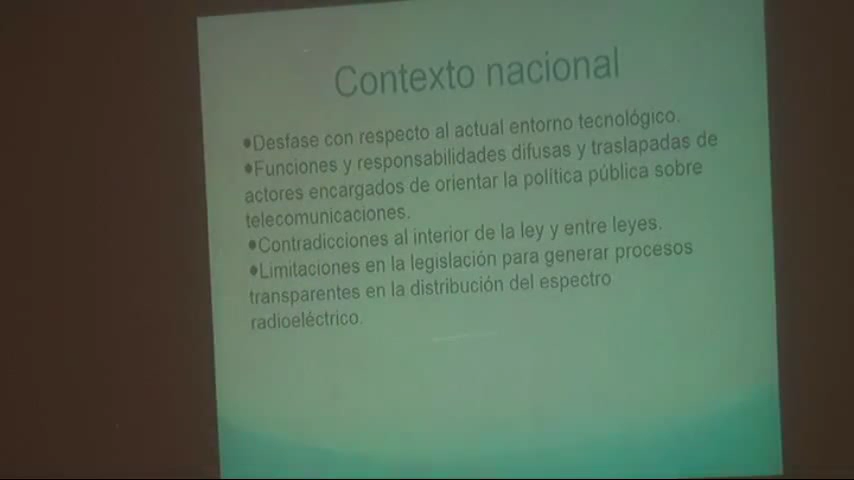 Contexto nacional
•Desfase con respecto al actual entorno tecnológico.
•Funciones y responsabilidades difusas y traslapadas de
actores encargados de orientar la política pública sobre
telecomunicaciones.
•Contradicciones al interior de la ley y entre leyes.
•Limitaciones en la legislación para generar procesos
transparentes en la distribución del espectro
radioeléctrico.